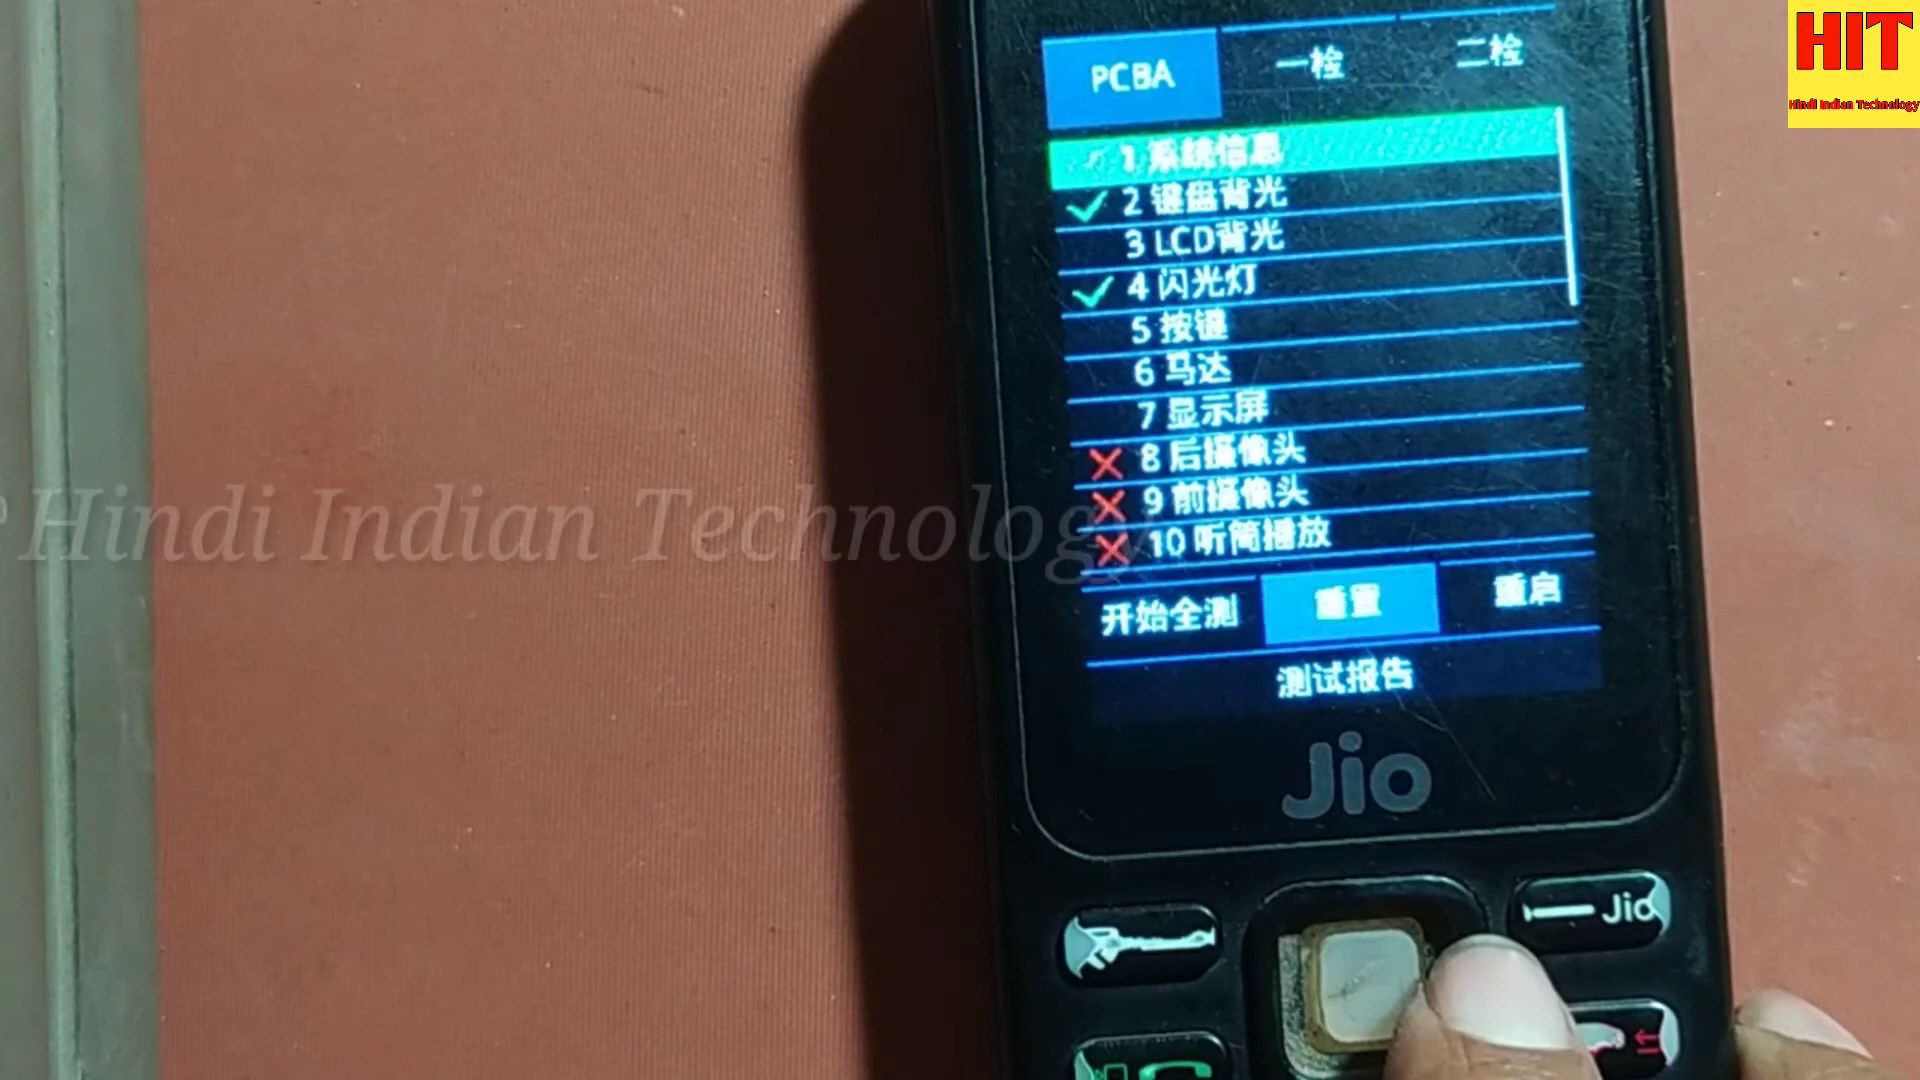 HIT
Hindi Indian Technology
PCBA 一检 二检
1 系统信息
2 键盘背光
3 LCD背光
4 闪光灯
5 按键
6 马达
7 显示屏
8 后摄像头
9 前摄像头
10 听筒播放
开始全测 重置 重启
测试报告
Hindi Indian Technology
Jio
Jio